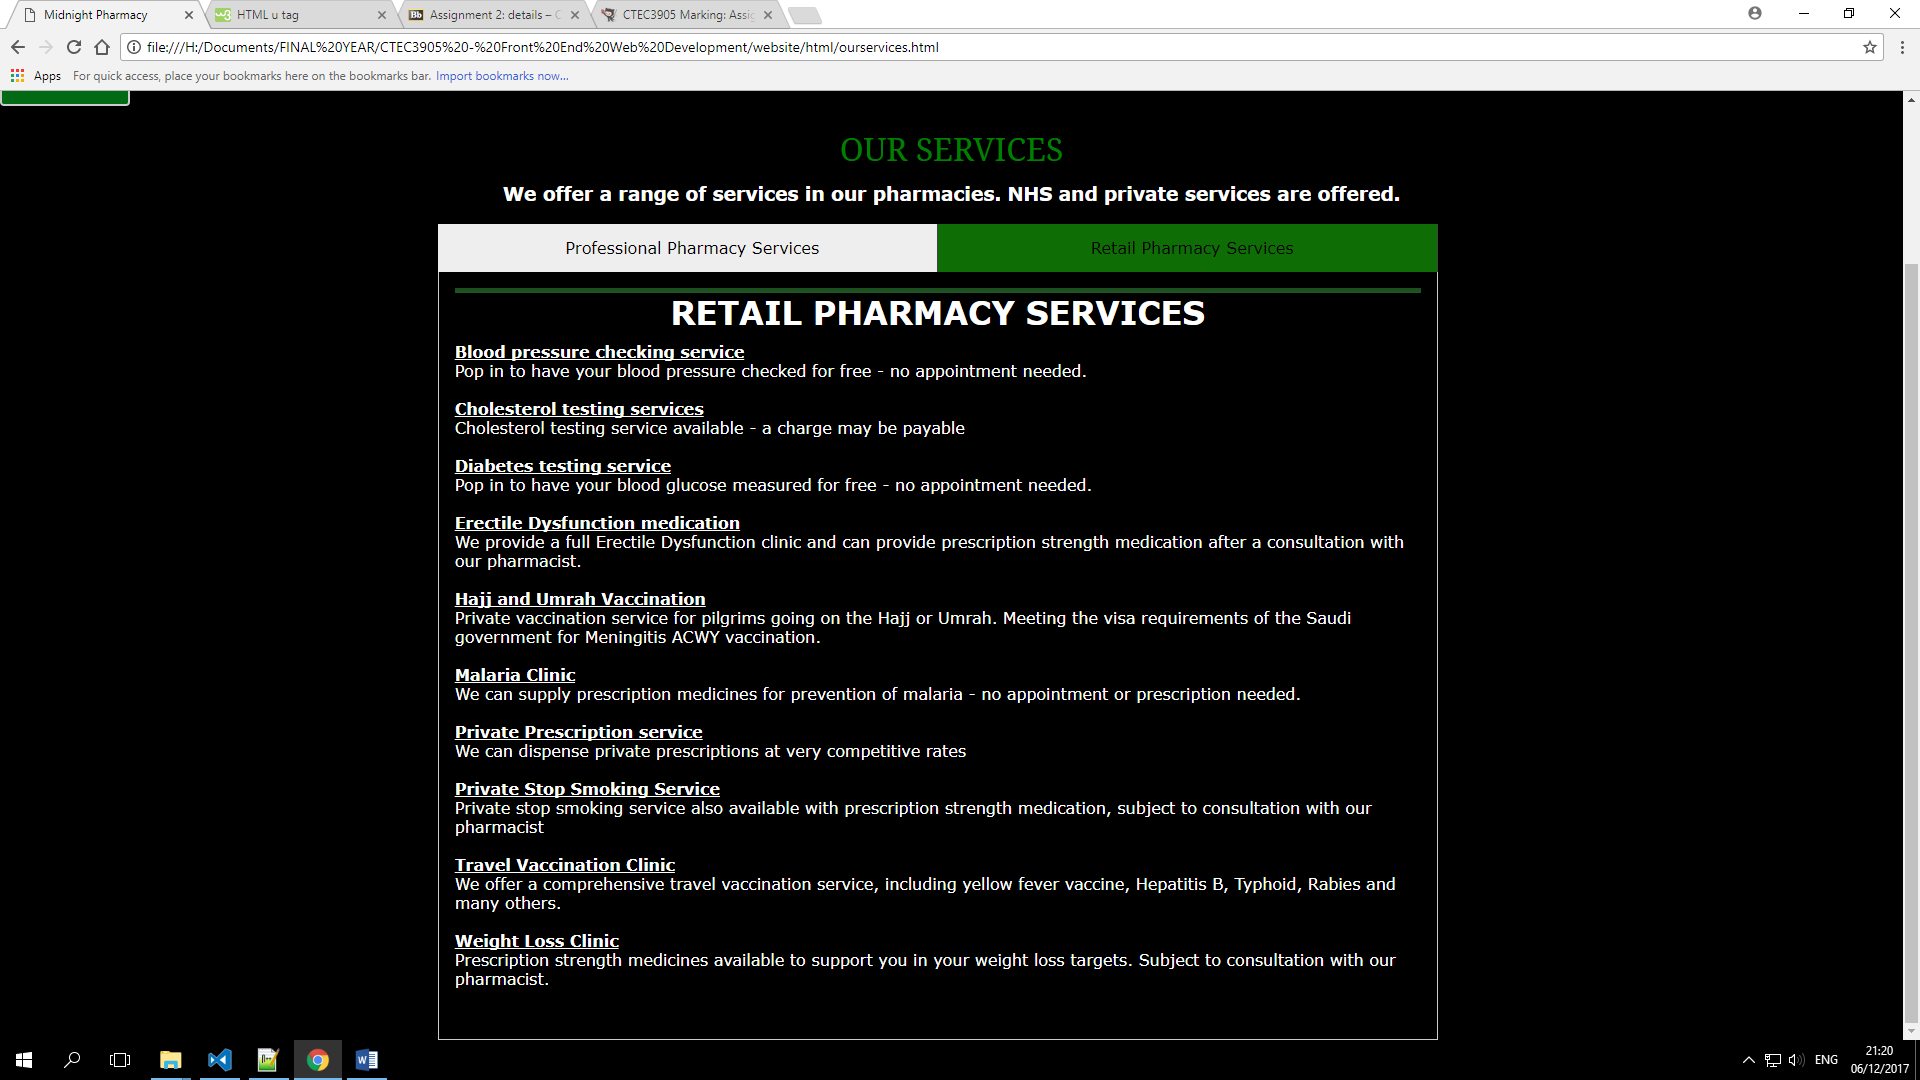 Midnight Pharmacy
HTML u tag
Assignment 2: details – C
CTEC3905 Marking: Assig
file:///H:/Documents/FINAL%20YEAR/CTEC3905%20-%20Front%20End%20Web%20Development/website/html/ourservices.html
Apps For quick access, place your bookmarks here on the bookmarks bar. Import bookmarks now...
OUR SERVICES
We offer a range of services in our pharmacies. NHS and private services are offered.
Professional Pharmacy Services
Retail Pharmacy Services
RETAIL PHARMACY SERVICES
Blood pressure checking service
Pop in to have your blood pressure checked for free - no appointment needed.
Cholesterol testing services
Cholesterol testing service available - a charge may be payable
Diabetes testing service
Pop in to have your blood glucose measured for free - no appointment needed.
Erectile Dysfunction medication
We provide a full Erectile Dysfunction clinic and can provide prescription strength medication after a consultation with
our pharmacist.
Hajj and Umrah Vaccination
Private vaccination service for pilgrims going on the Hajj or Umrah. Meeting the visa requirements of the Saudi
government for Meningitis ACWY vaccination.
Malaria Clinic
We can supply prescription medicines for prevention of malaria - no appointment or prescription needed.
Private Prescription service
We can dispense private prescriptions at very competitive rates
Private Stop Smoking Service
Private stop smoking service also available with prescription strength medication, subject to consultation with our
pharmacist
Travel Vaccination Clinic
We offer a comprehensive travel vaccination service, including yellow fever vaccine, Hepatitis B, Typhoid, Rabies and
many others.
Weight Loss Clinic
Prescription strength medicines available to support you in your weight loss targets. Subject to consultation with our
pharmacist.
ENG
21:20
06/12/2017